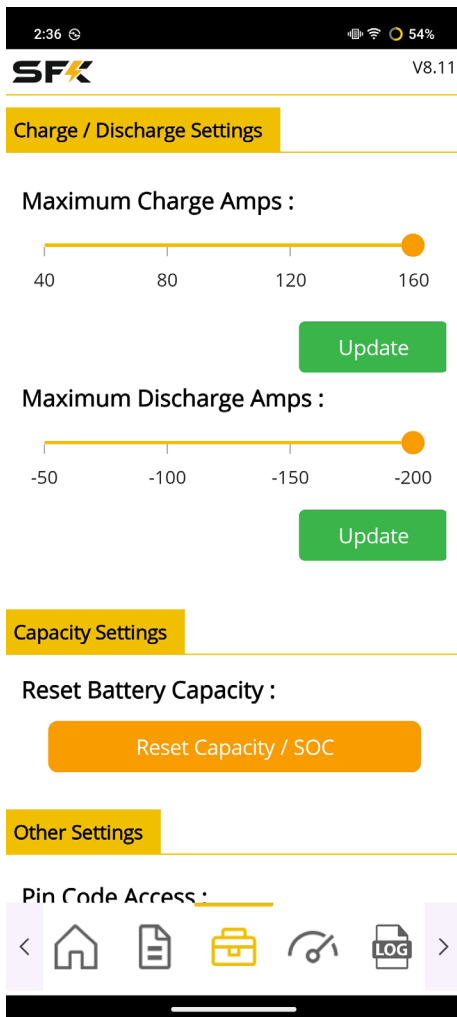 2:36 54%
SFK V8.11
Charge / Discharge Settings
Maximum Charge Amps :
40 80 120 160
Update
Maximum Discharge Amps :
-50 -100 -150 -200
Update
Capacity Settings
Reset Battery Capacity :
Reset Capacity / SOC
Other Settings
Pin Code Access :
LOG